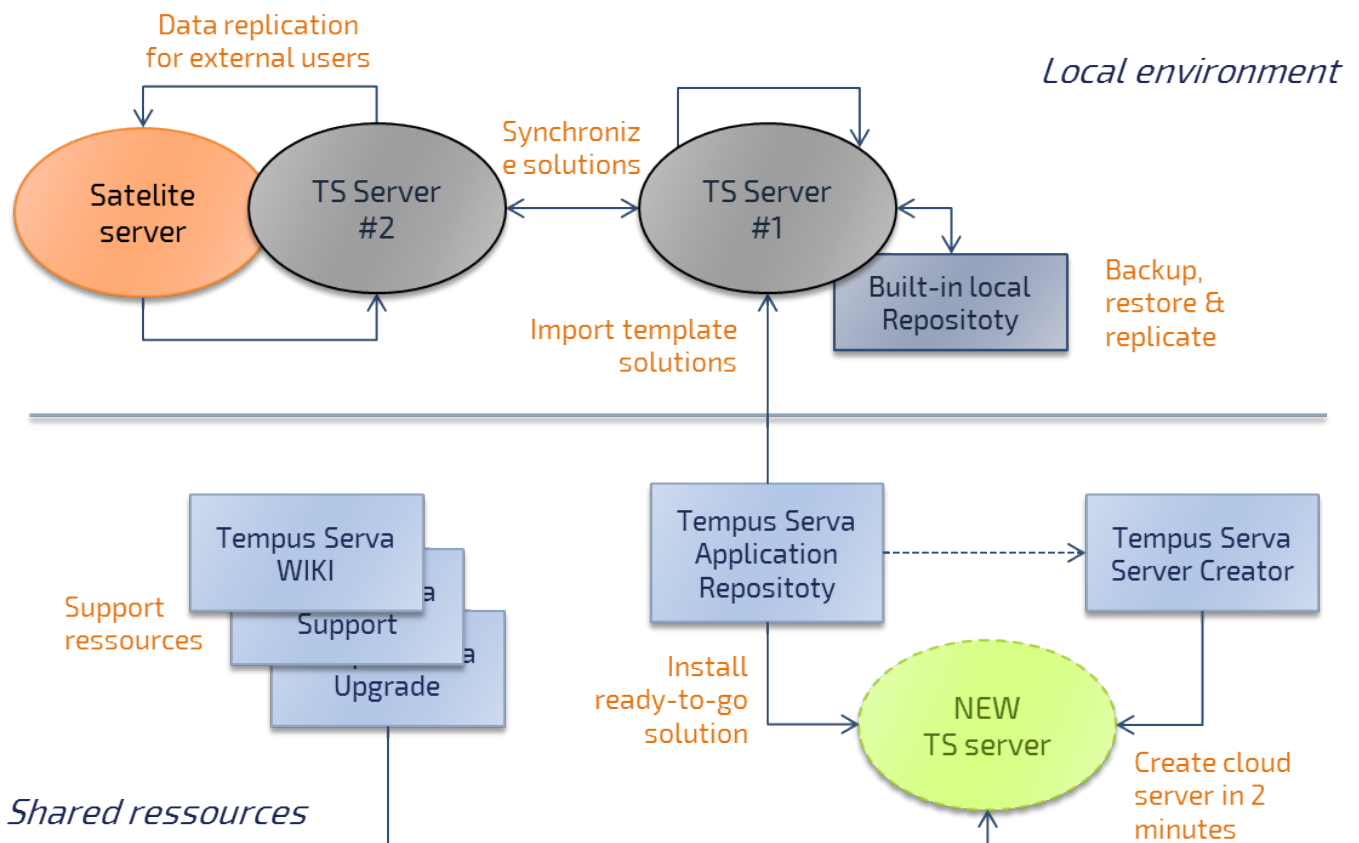 Data replication
for external users
Local environment
Synchroniz
e solutions
Satelite
server
TS Server
#2
TS Server
#1
Built-in local
Repositoty
Backup,
restore &
replicate
Import template
solutions
Tempus Serva
WIKI
a
Support
a
Upgrade
Support
ressources
Tempus Serva
Application
Repositoty
Tempus Serva
Server Creator
Install
ready-to-go
solution
NEW
TS server
Create cloud
server in 2
minutes
Shared ressources